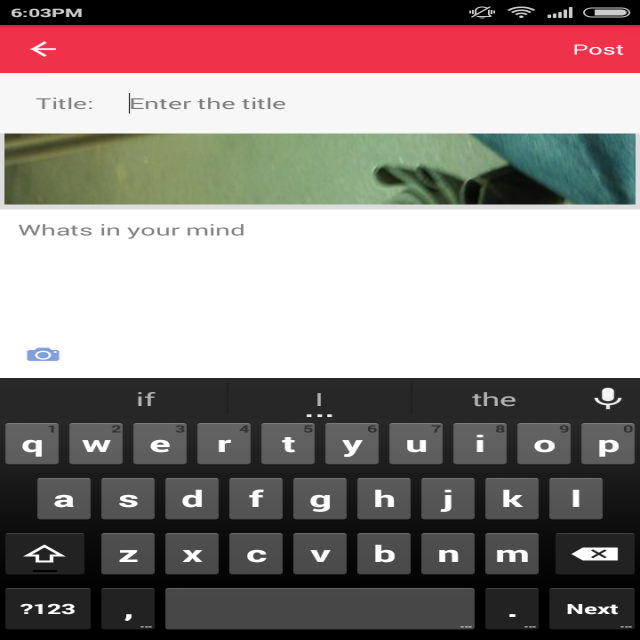 6:03PM
Post
Title: Enter the title
Whats in your mind
if I the
1 2 3 4 5 6 7 8 9 0
q w e r t y u i o p
a s d f g h j k l
z x c v b n m
?123 , . Next